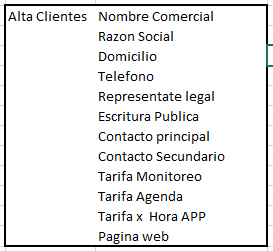 Alta Clientes Nombre Comercial
Razon Social
Domicilio
Telefono
Representate legal
Escritura Publica
Contacto principal
Contacto Secundario
Tarifa Monitoreo
Tarifa Agenda
Tarifa x Hora APP
Pagina web